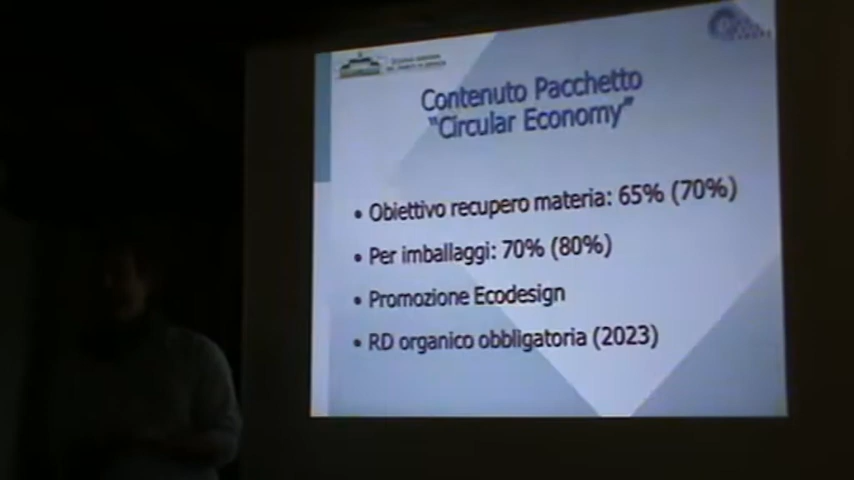 Contenuto Pacchetto
"Circular Economy"
• Obiettivo recupero materia: 65% (70%)
• Per imballaggi: 70% (80%)
• Promozione Ecodesign
• RD organico obbligatoria (2023)